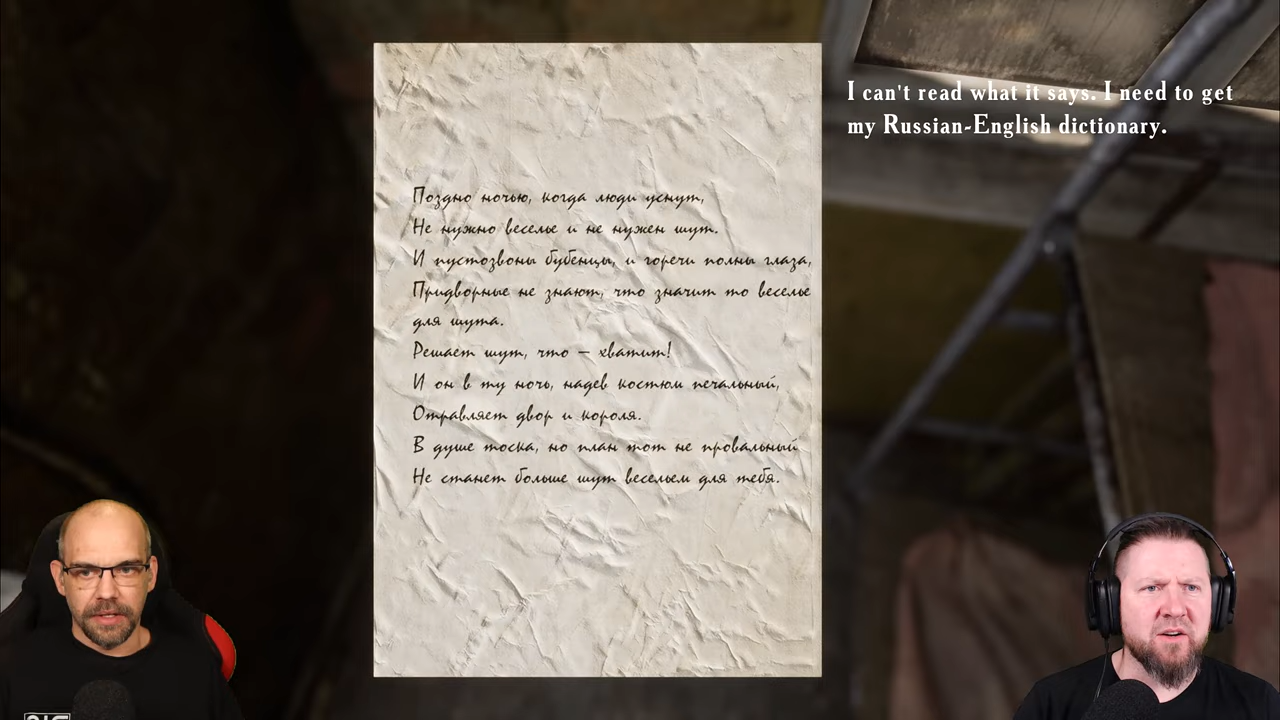 Поздно ночью, когда люди уснут,
Не нужно веселье и не нужен шут.
И пустозвоны бубенцы, и горечи полны глаза,
Придворные не знают, что значит то веселье
для шута.
Решает шут, что – хватит!
И он в ту ночь, надев костюм печальный,
Отравляет двор и короля.
В душе тоска, но план тот не провальный
Не станет больше шут весельем для тебя.
I can't read what it says. I need to get
my Russian-English dictionary.